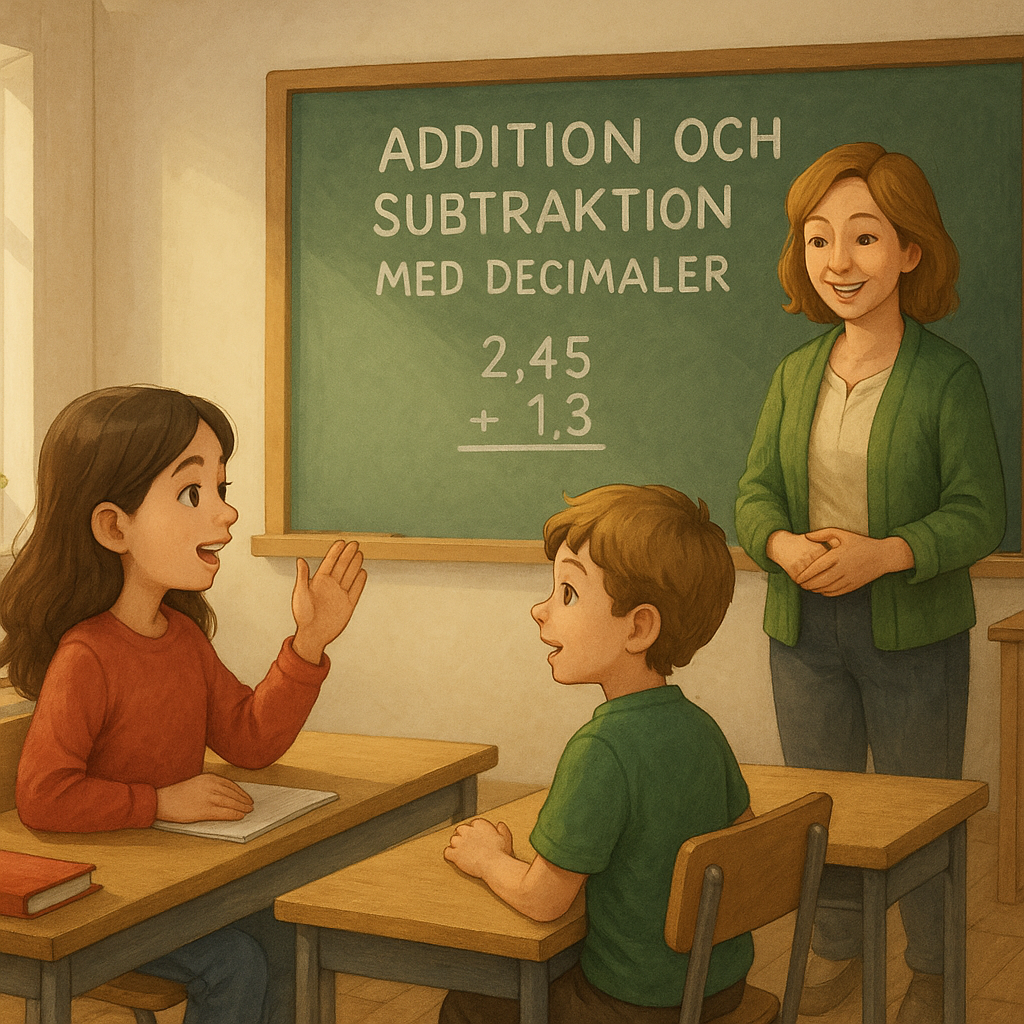 ADDITION OCH
SUBTRAKTION
MED DECIMALER
2,45
+ 1,3